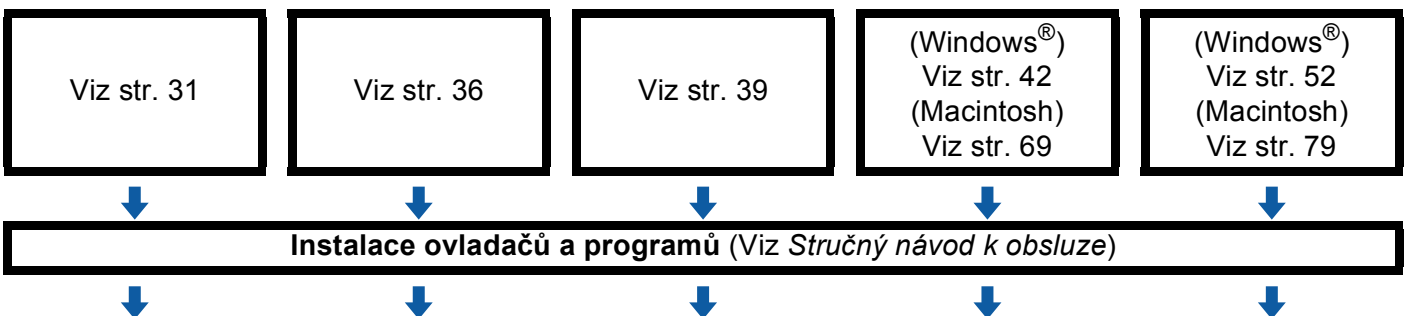 Viz str. 31
Viz str. 36
Viz str. 39
(Windows®)
Viz str. 42
(Macintosh)
Viz str. 69
(Windows®)
Viz str. 52
(Macintosh)
Viz str. 79
Instalace ovladačů a programů (Viz Stručný návod k obsluze)